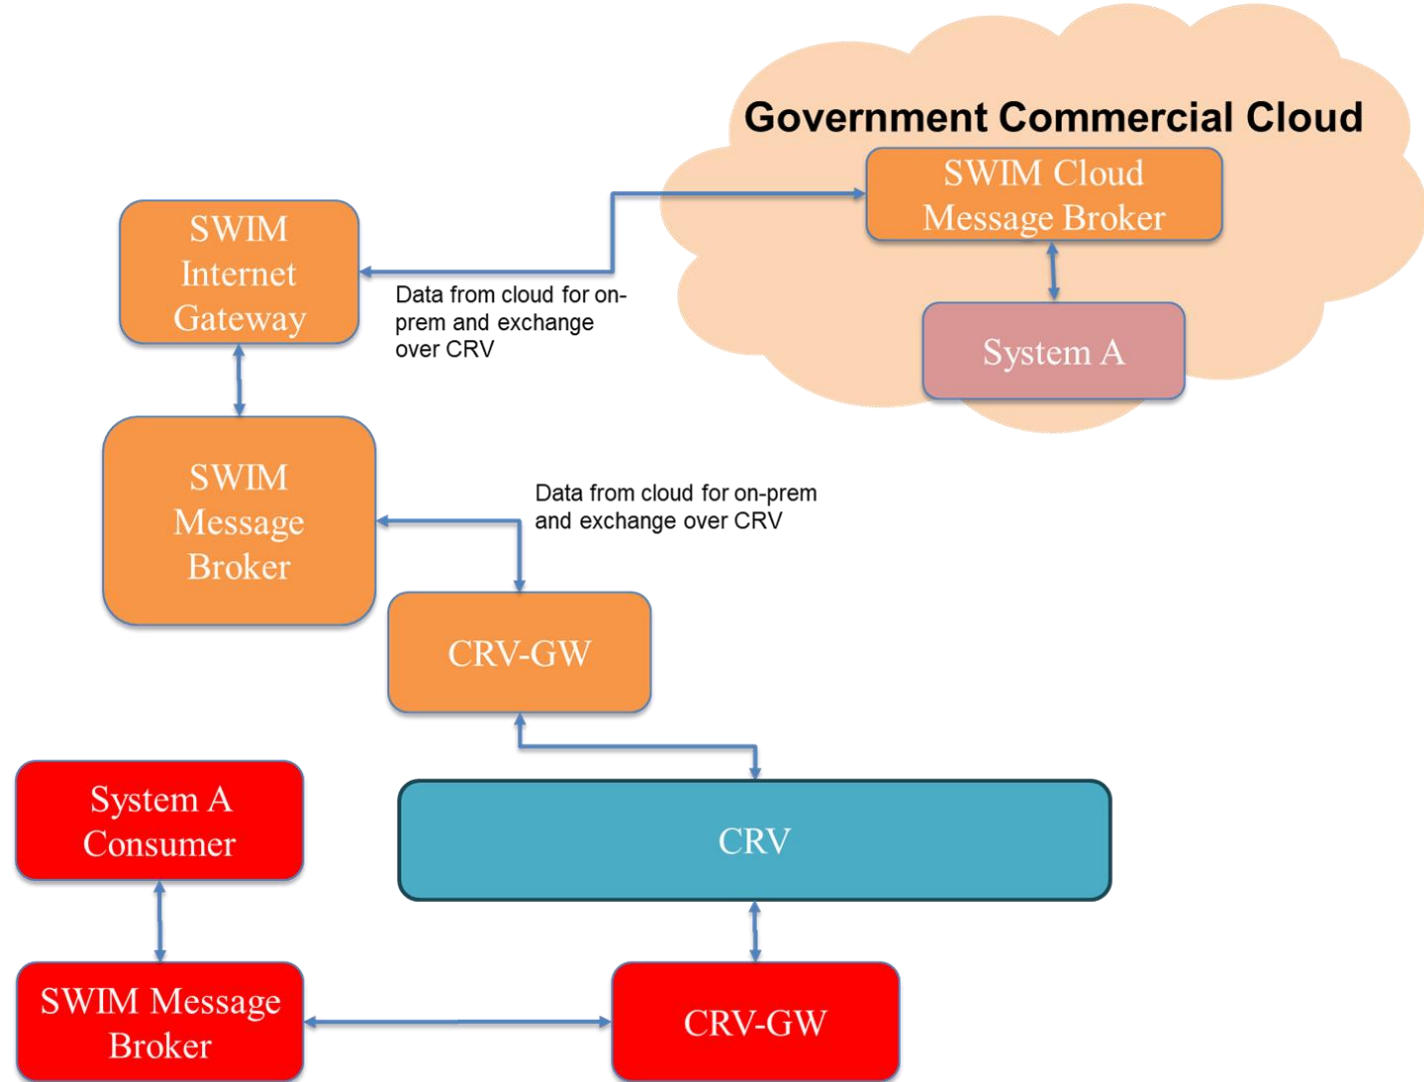 Government Commercial Cloud
SWIM Cloud
Message Broker
System A
SWIM
Internet
Gateway
Data from cloud for on-
prem and exchange
over CRV
SWIM
Message
Broker
Data from cloud for on-prem
and exchange over CRV
CRV-GW
CRV
System A
Consumer
SWIM Message
Broker
CRV-GW